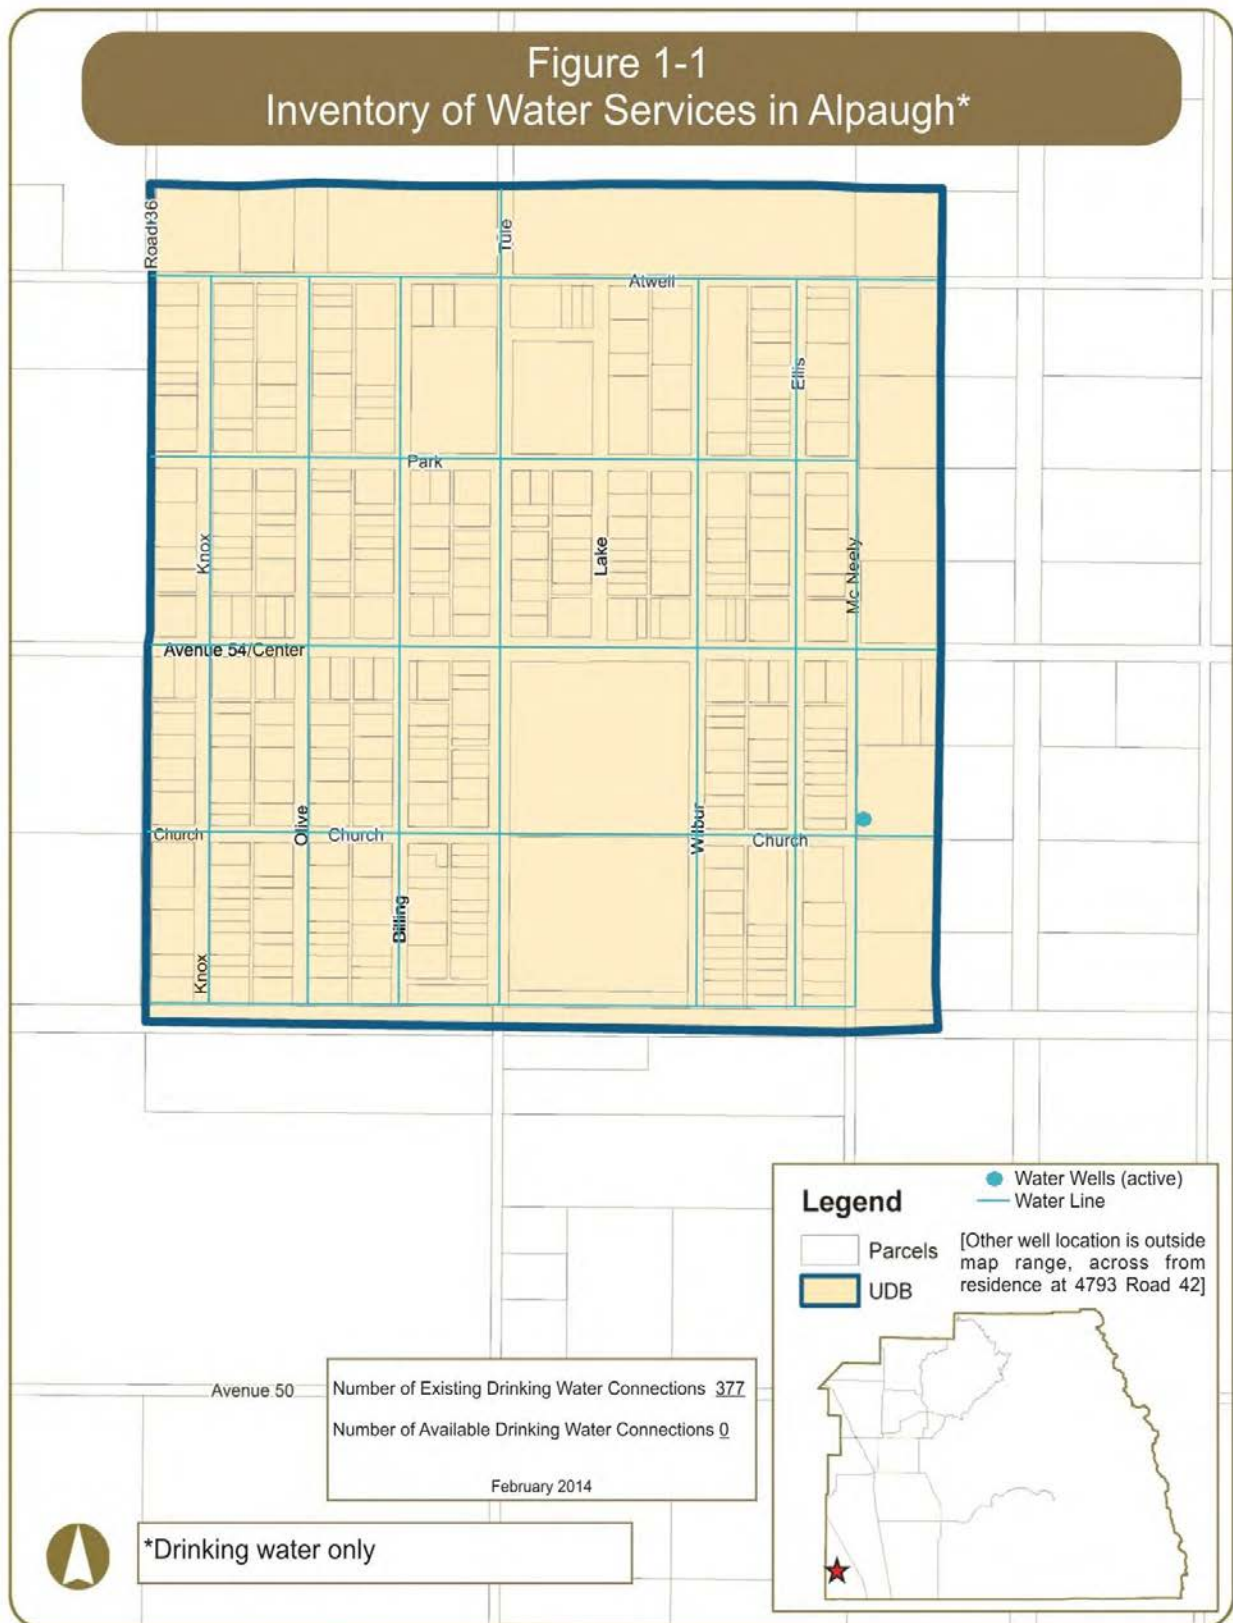 Figure 1-1
Inventory of Water Services in Alpaugh*
Road 36
Tule
Atwell
Ellis
Park
Knox
Lake
Mc Neely
Avenue 54/Center
Church
Olive
Church
Wilbur
Church
Billing
Knox
Legend
Water Wells (active)
Water Line
Parcels
UDB
[Other well location is outside
map range, across from
residence at 4793 Road 42]
Avenue 50
Number of Existing Drinking Water Connections 377
Number of Available Drinking Water Connections 0
February 2014
*Drinking water only